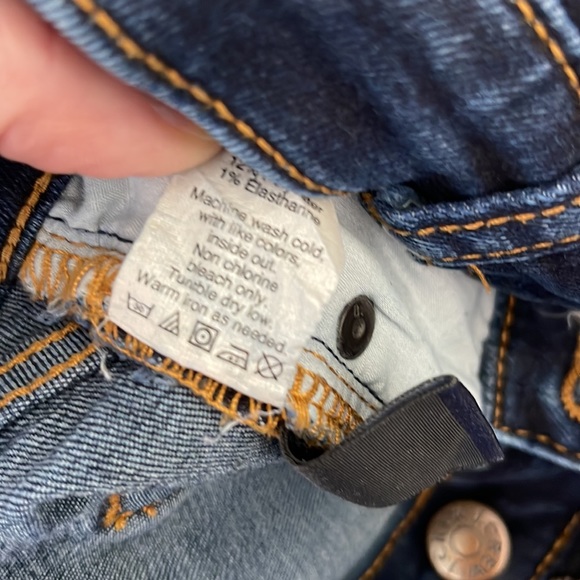 1% Elasthanne
Machine wash cold
with like colors,
inside out.
Non chlorine
bleach only.
Tumble dry low.
Warm iron as needed.